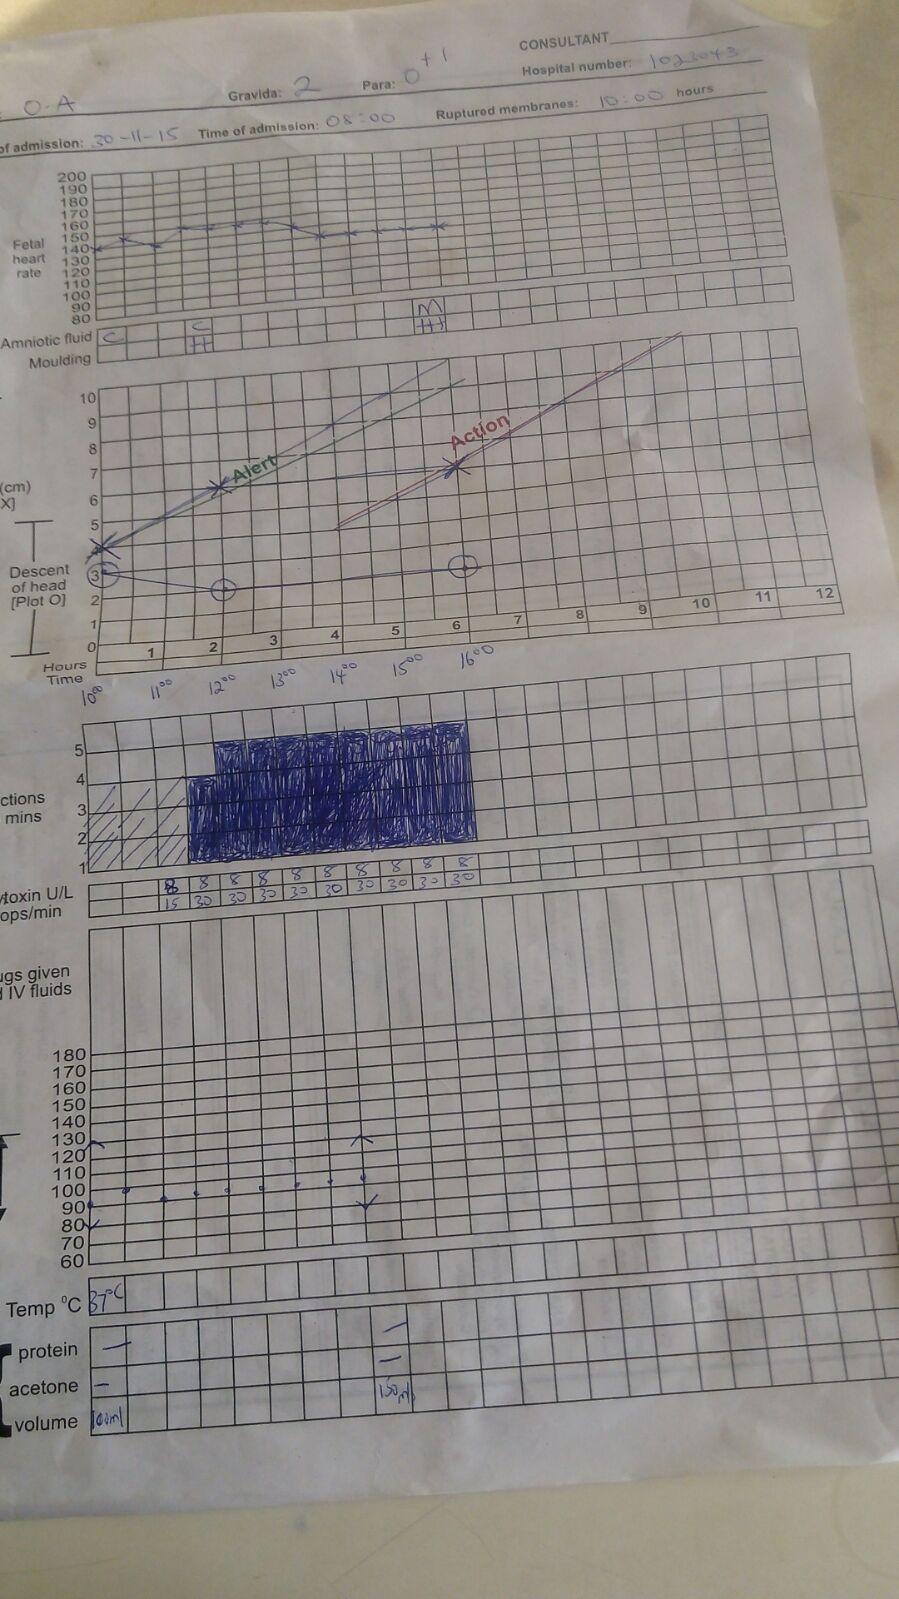 CONSULTANT
O-A Gravida: 2 Para: 0+1 Hospital number: 1023043
of admission: 30-11-15 Time of admission: 08:00 Ruptured membranes: 10:00 hours
200
190
180
170
160
150
140
130
120
110
100
90
80
Fetal
heart
rate
Amniotic fluid C C M
Moulding
10
9
8
7
6
5
3
2
1
0
Alert
Action
(cm)
X]
Descent
of head
[Plot O]
Hours 1 2 3 4 5 6 7 8 9 10 11 12
Time 10⁰⁰ 11⁰⁰ 12⁰⁰ 13⁰⁰ 14⁰⁰ 15⁰⁰ 16⁰⁰
5
4
3
2
1
ctions
mins
ytoxin U/L 8 8 8 8 8 8 8 8 8 8
ops/min 15 30 30 30 30 30 30 30 30 30
ugs given
IV fluids
180
170
160
150
140
130
120
110
100
90
80
70
60
Temp °C 37°C
protein –
acetone –
volume 100ml 150ml